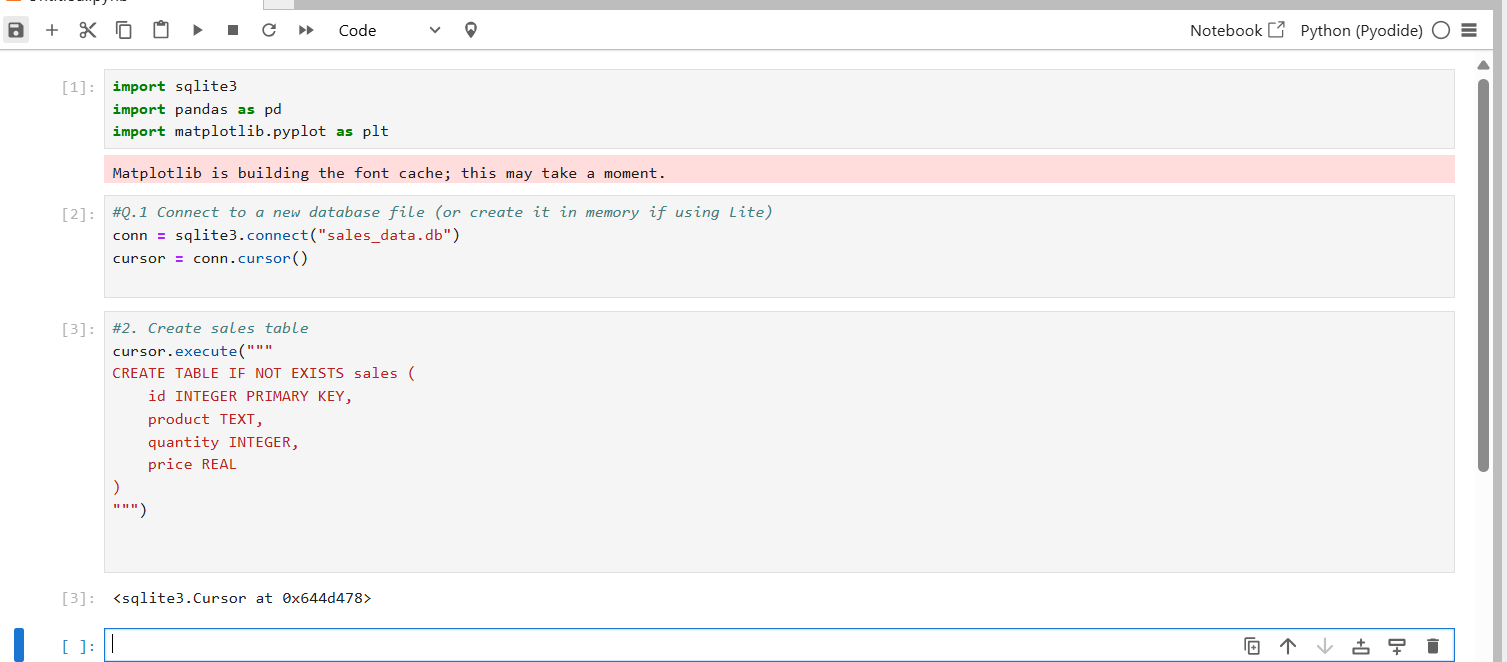 Code
Notebook
Python (Pyodide)
[1]:
import sqlite3
import pandas as pd
import matplotlib.pyplot as plt
Matplotlib is building the font cache; this may take a moment.
[2]:
#Q.1 Connect to a new database file (or create it in memory if using Lite)
conn = sqlite3.connect("sales_data.db")
cursor = conn.cursor()
[3]:
#2. Create sales table
cursor.execute("""
CREATE TABLE IF NOT EXISTS sales (
    id INTEGER PRIMARY KEY,
    product TEXT,
    quantity INTEGER,
    price REAL
)
""")
[3]:
<sqlite3.Cursor at 0x644d478>
[ ]: